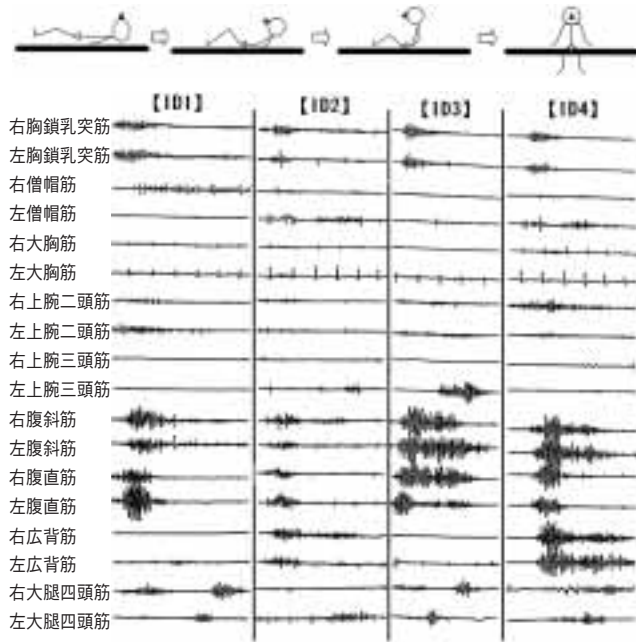 【1D1】 【1D2】 【1D3】 【1D4】
右胸鎖乳突筋
左胸鎖乳突筋
右僧帽筋
左僧帽筋
右大胸筋
左大胸筋
右上腕二頭筋
左上腕二頭筋
右上腕三頭筋
左上腕三頭筋
右腹斜筋
左腹斜筋
右腹直筋
左腹直筋
右広背筋
左広背筋
右大腿四頭筋
左大腿四頭筋